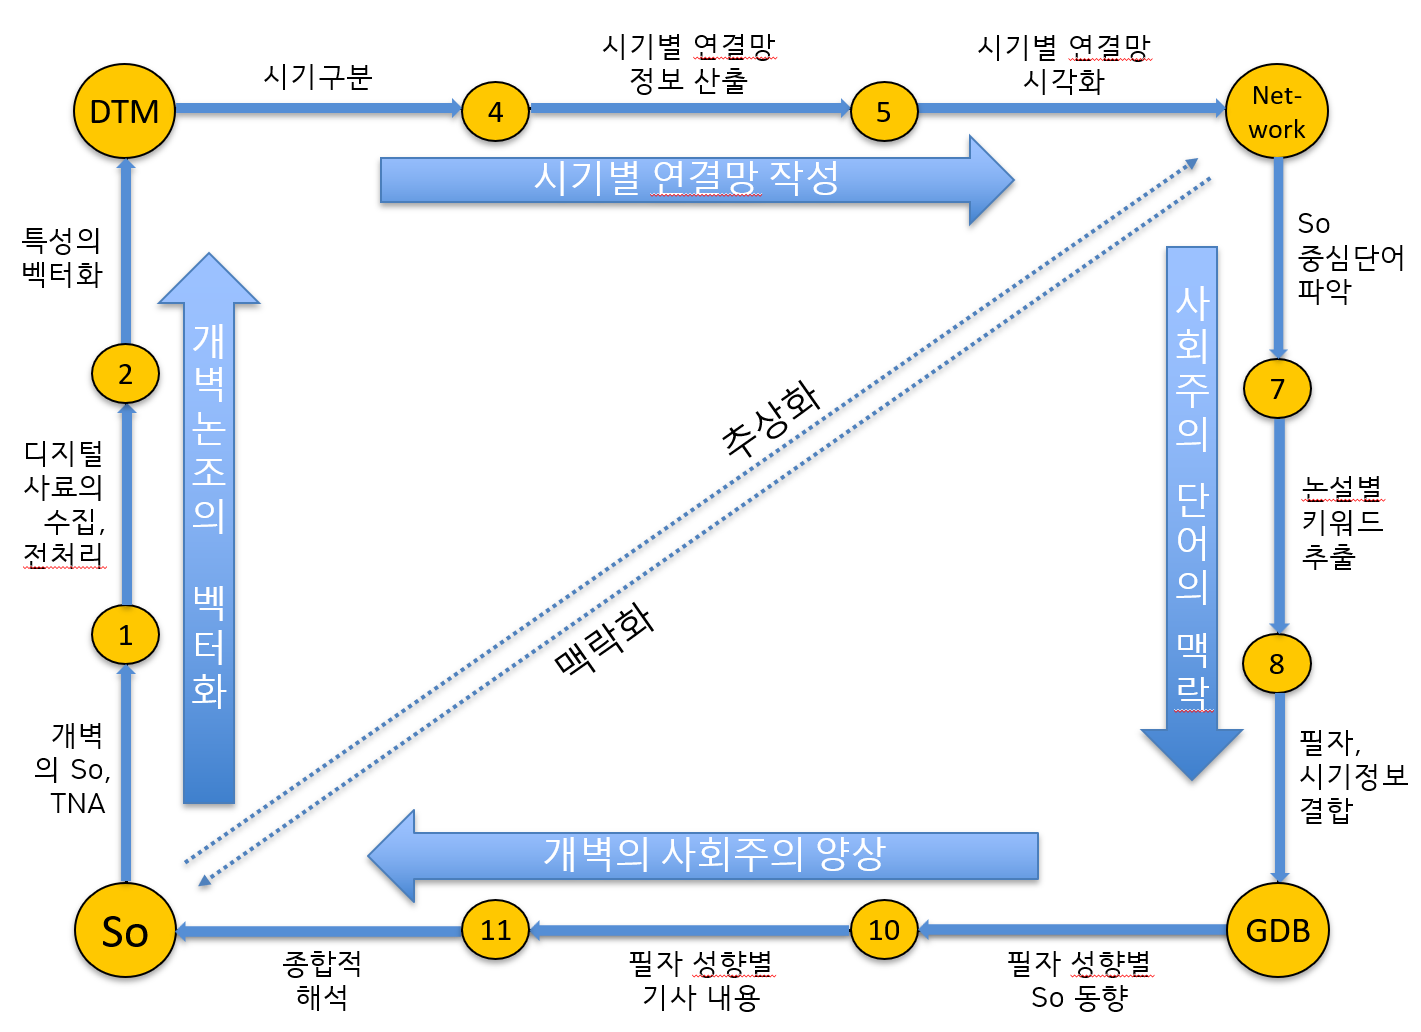 시기구분
시기별 연결망
정보 산출
시기별 연결망
시각화
DTM
4
5
Net-
work
시기별 연결망 작성
특성의
벡터화
So
중심단어
파악
개벽논조의 벡터화
사회주의 단어의 맥락
추상화
맥락화
2
7
디지털
사료의
수집,
전처리
논설별
키워드
추출
1
8
개벽
의 So,
TNA
필자,
시기정보
결합
개벽의 사회주의 양상
So
11
10
GDB
종합적
해석
필자 성향별
기사 내용
필자 성향별
So 동향